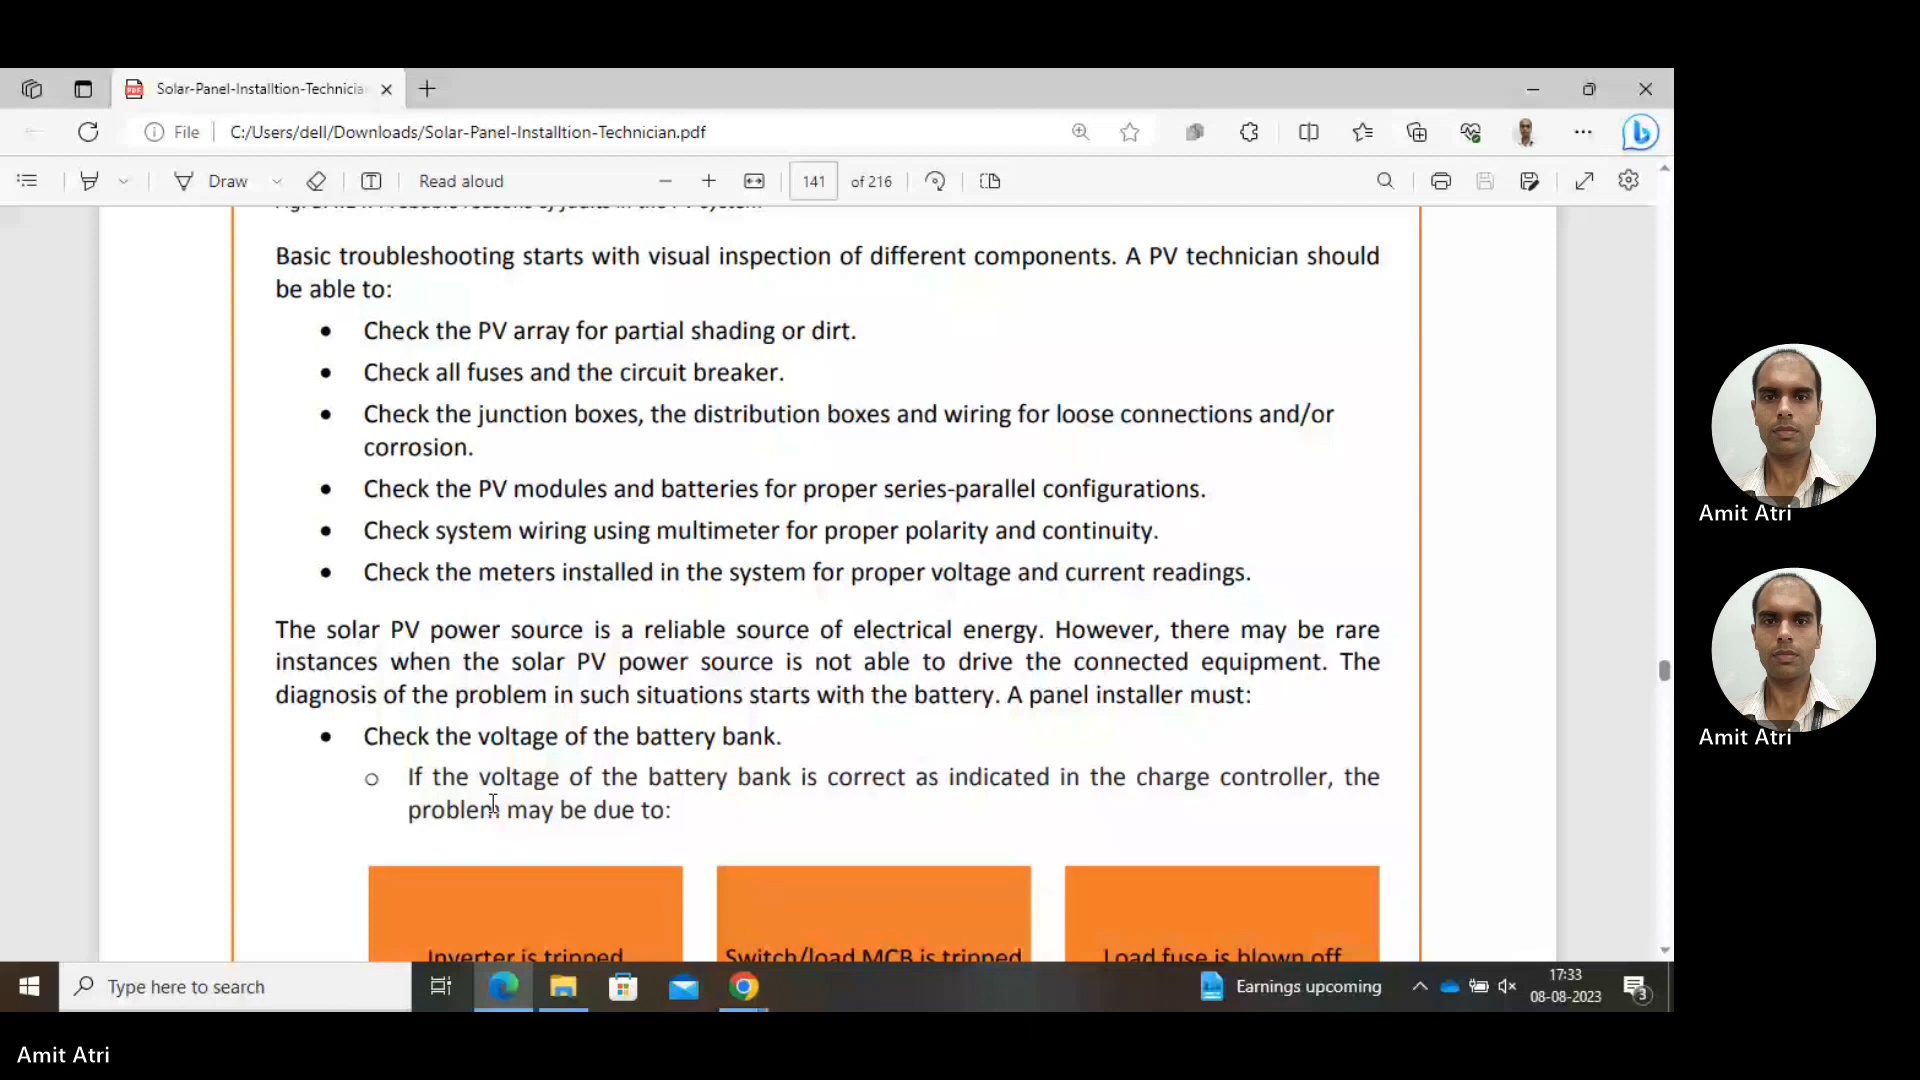 Solar-Panel-Installtion-Technicia
File
C:/Users/dell/Downloads/Solar-Panel-Installtion-Technician.pdf
Draw
Read aloud
141
of 216
Basic troubleshooting starts with visual inspection of different components. A PV technician should
be able to:
• Check the PV array for partial shading or dirt.
• Check all fuses and the circuit breaker.
• Check the junction boxes, the distribution boxes and wiring for loose connections and/or
corrosion.
• Check the PV modules and batteries for proper series-parallel configurations.
• Check system wiring using multimeter for proper polarity and continuity.
• Check the meters installed in the system for proper voltage and current readings.
The solar PV power source is a reliable source of electrical energy. However, there may be rare
instances when the solar PV power source is not able to drive the connected equipment. The
diagnosis of the problem in such situations starts with the battery. A panel installer must:
• Check the voltage of the battery bank.
o If the voltage of the battery bank is correct as indicated in the charge controller, the
problem may be due to:
Inverter is tripped
Switch/load MCB is tripped
Load fuse is blown off
Type here to search
Earnings upcoming
17:33
08-08-2023
3
Amit Atri
Amit Atri
Amit Atri